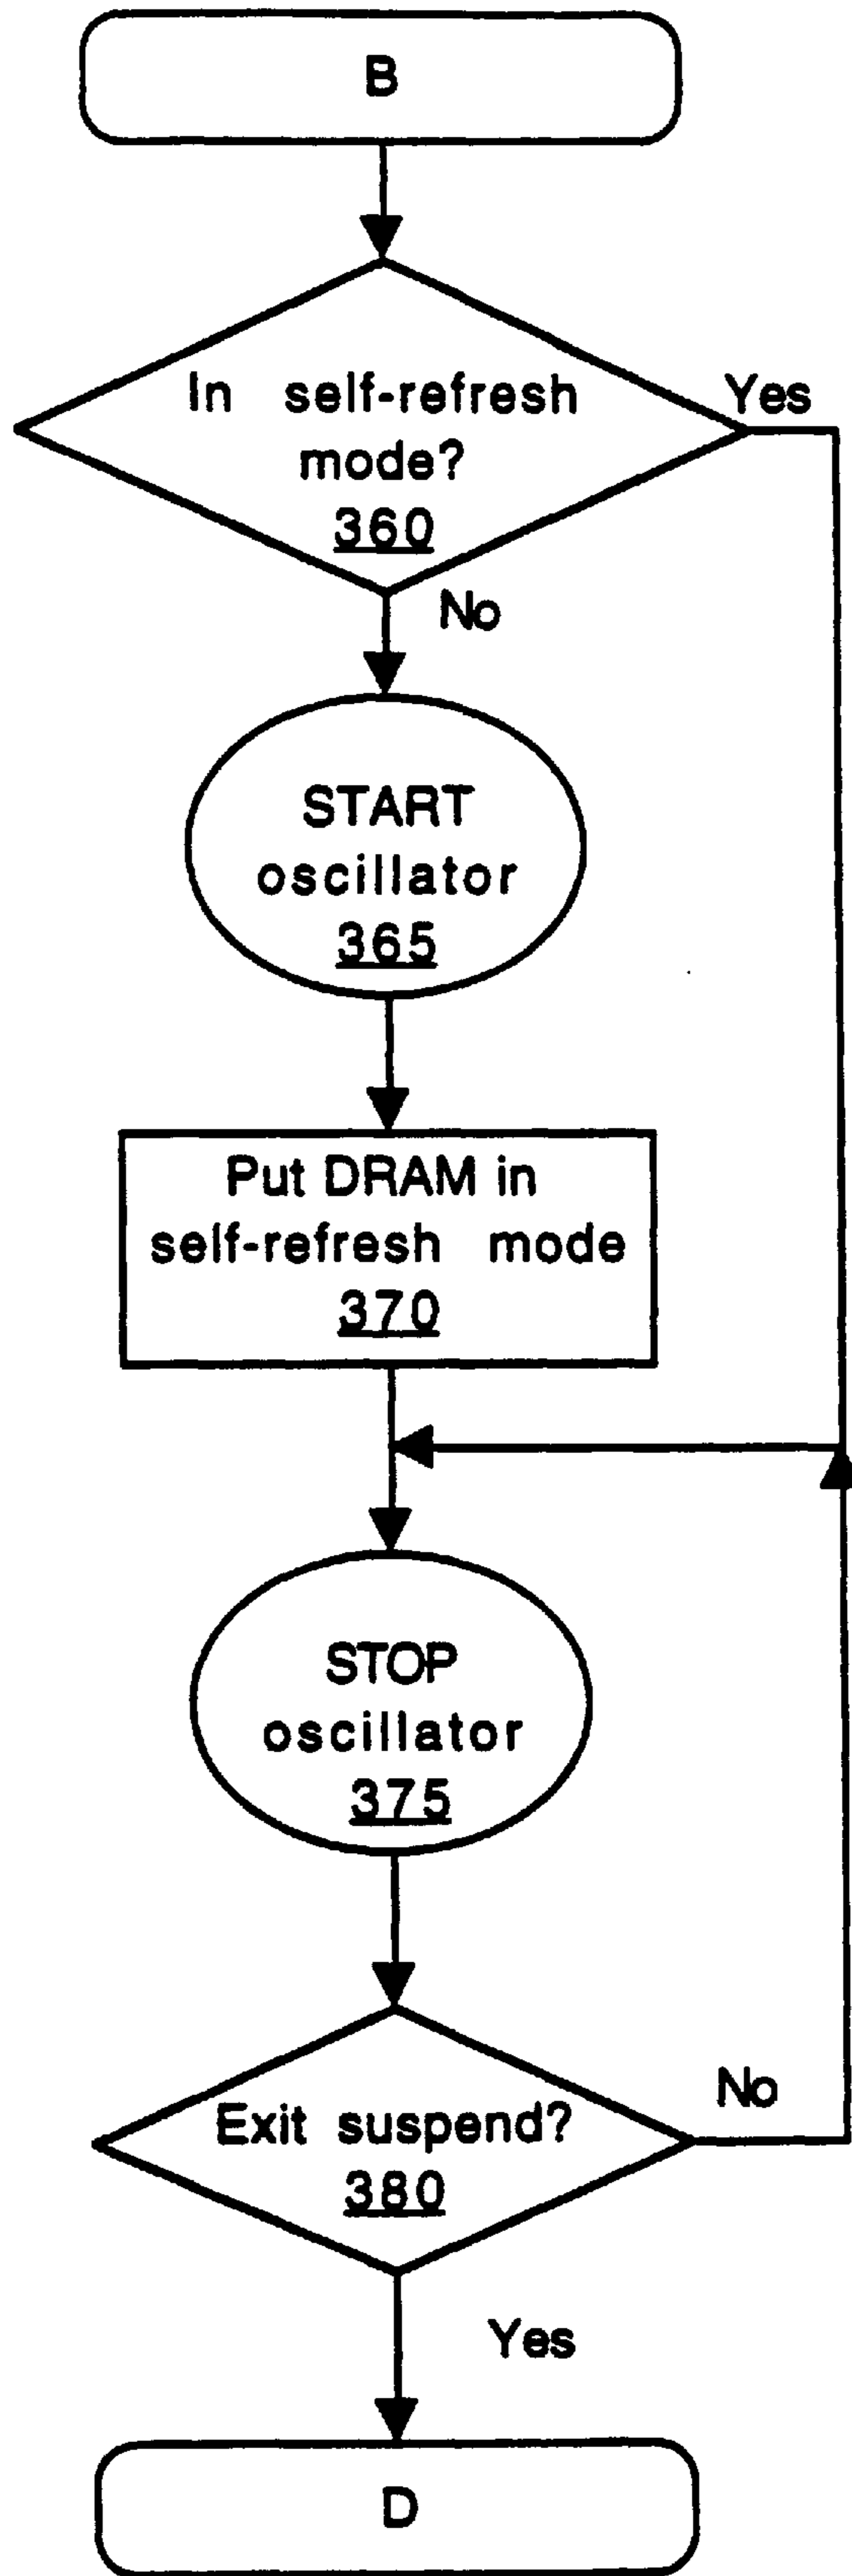 B
In self-refresh
mode?
360
Yes
No
START
oscillator
365
Put DRAM in
self-refresh mode
370
STOP
oscillator
375
Exit suspend?
380
No
Yes
D